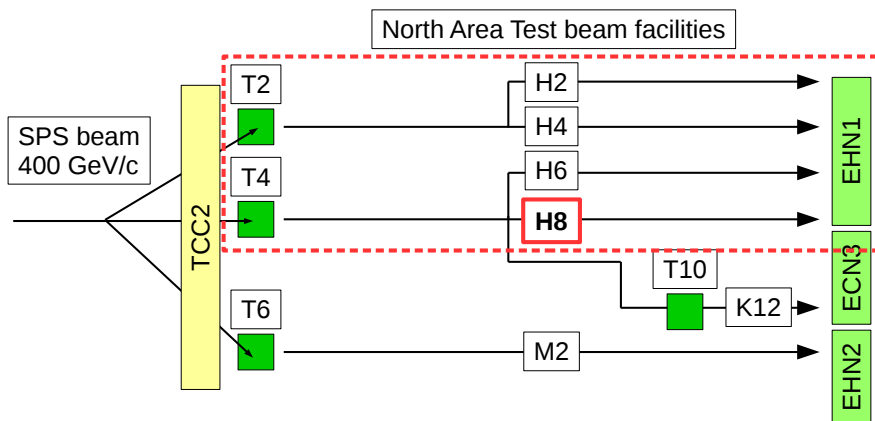 North Area Test beam facilities
T2
H2
SPS beam
400 GeV/c
H4
EHN1
T4
H6
TCC2
H8
T10
ECN3
T6
K12
M2
EHN2